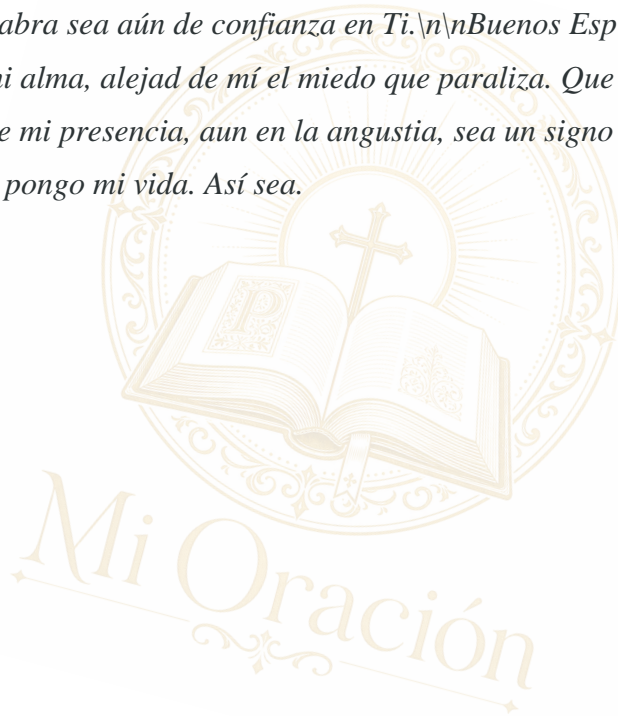 abra sea aún de confianza en Ti.\n\nBuenos Esp
i alma, alejad de mí el miedo que paraliza. Que
e mi presencia, aun en la angustia, sea un signo
pongo mi vida. Así sea.
P
Mi Oración